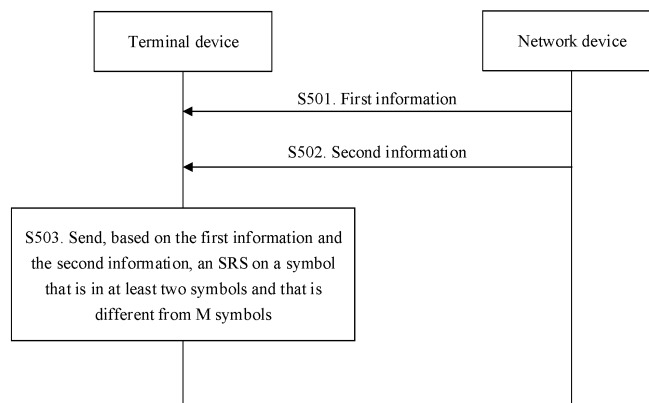 Terminal device
Network device
S501. First information
S502. Second information
S503. Send, based on the first information and
the second information, an SRS on a symbol
that is in at least two symbols and that is
different from M symbols